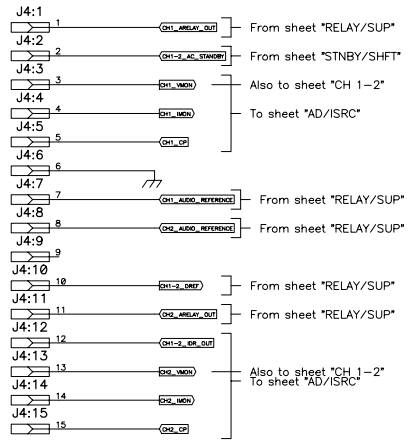 J4:1
1 CH1_ARELAY_OUT From sheet "RELAY/SUP"
J4:2
2 CH1-2_AC_STANDBY From sheet "STNBY/SHFT"
J4:3
3 CH1_VMON Also to sheet "CH 1-2"
J4:4
4 CH1_IMON To sheet "AD/ISRC"
J4:5
5 CH1_CP
J4:6
6
J4:7
7 CH1_AUDIO_REFERENCE From sheet "RELAY/SUP"
J4:8
8 CH2_AUDIO_REFERENCE From sheet "RELAY/SUP"
J4:9
9
J4:10
10 CH1-2_DREF From sheet "RELAY/SUP"
J4:11
11 CH2_ARELAY_OUT From sheet "RELAY/SUP"
J4:12
12 CH1-2_IDR_OUT
J4:13
13 CH2_VMON Also to sheet "CH 1-2"
To sheet "AD/ISRC"
J4:14
14 CH2_IMON
J4:15
15 CH2_CP